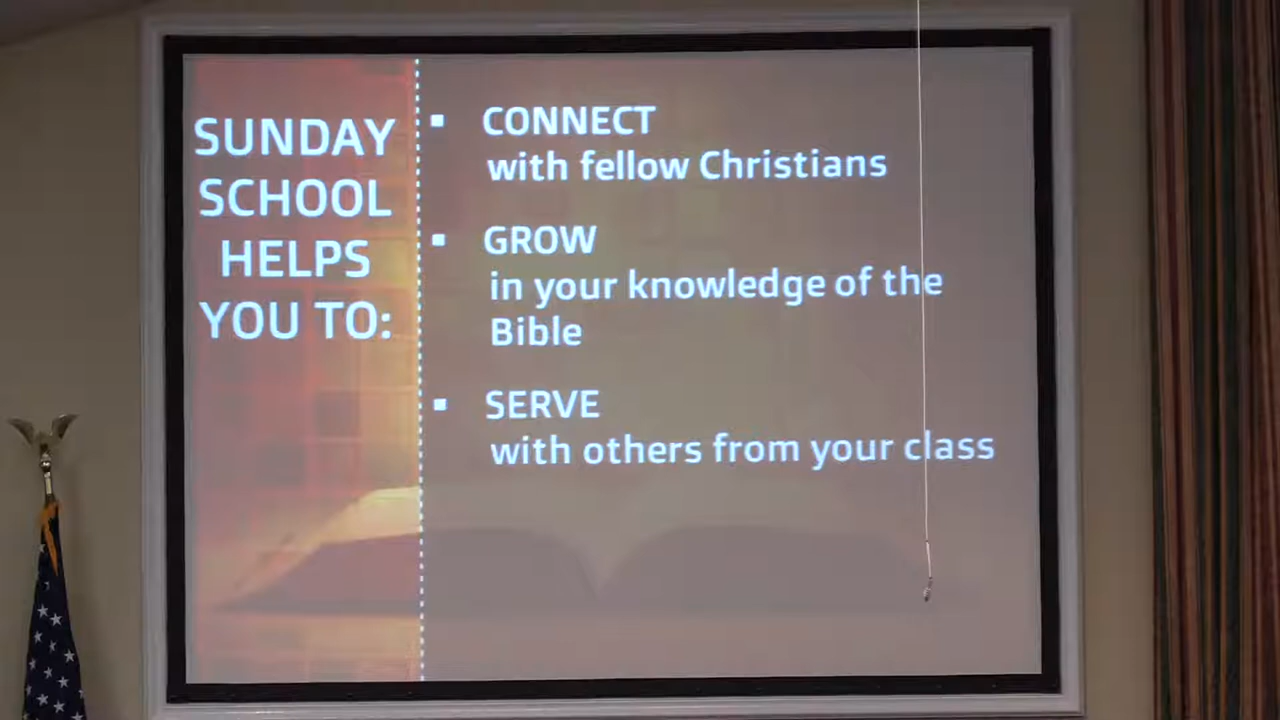 SUNDAY
SCHOOL
HELPS
YOU TO:
▪ CONNECT
with fellow Christians
▪ GROW
in your knowledge of the
Bible
▪ SERVE
with others from your class